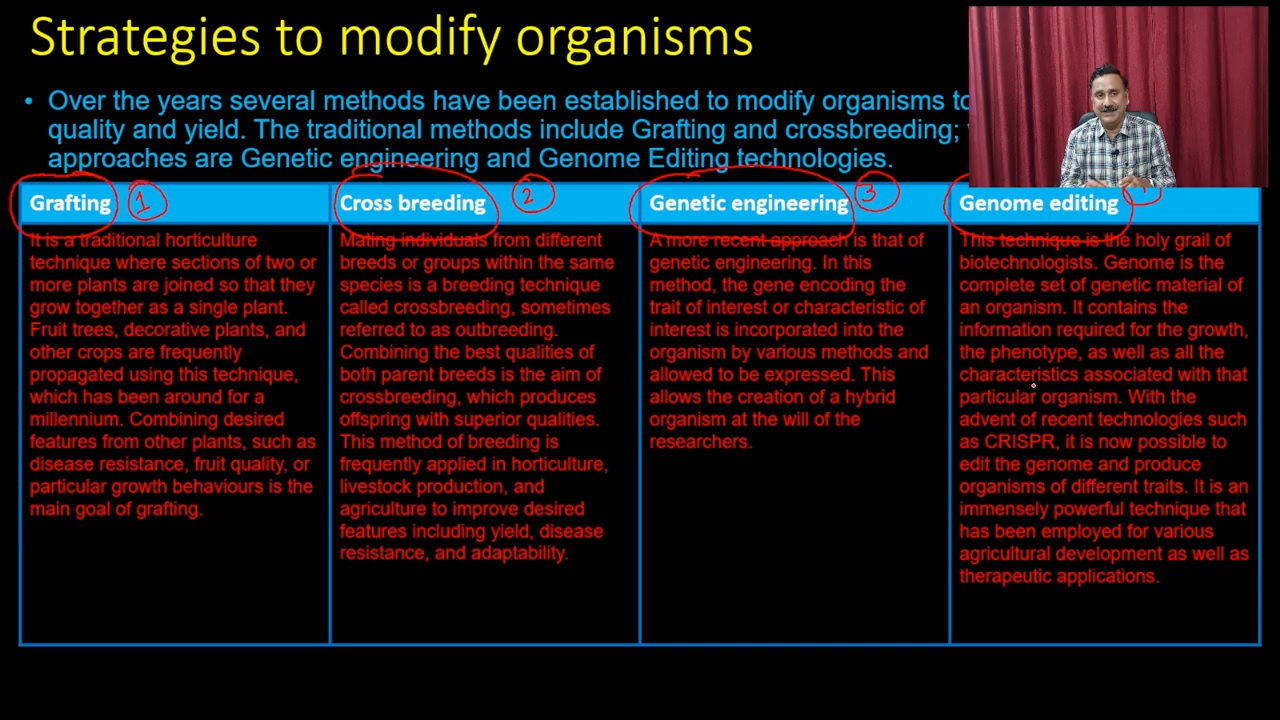 Strategies to modify organisms
• Over the years several methods have been established to modify organisms to
quality and yield. The traditional methods include Grafting and crossbreeding;
approaches are Genetic engineering and Genome Editing technologies.
Grafting 1
It is a traditional horticulture
technique where sections of two or
more plants are joined so that they
grow together as a single plant.
Fruit trees, decorative plants, and
other crops are frequently
propagated using this technique,
which has been around for a
millennium. Combining desired
features from other plants, such as
disease resistance, fruit quality, or
particular growth behaviours is the
main goal of grafting.
Cross breeding 2
Mating individuals from different
breeds or groups within the same
species is a breeding technique
called crossbreeding, sometimes
referred to as outbreeding.
Combining the best qualities of
both parent breeds is the aim of
crossbreeding, which produces
offspring with superior qualities.
This method of breeding is
frequently applied in horticulture,
livestock production, and
agriculture to improve desired
features including yield, disease
resistance, and adaptability.
Genetic engineering 3
A more recent approach is that of
genetic engineering. In this
method, the gene encoding the
trait of interest or characteristic of
interest is incorporated into the
organism by various methods and
allowed to be expressed. This
allows the creation of a hybrid
organism at the will of the
researchers.
Genome editing
This technique is the holy grail of
biotechnologists. Genome is the
complete set of genetic material of
an organism. It contains the
information required for the growth,
the phenotype, as well as all the
characteristics associated with that
particular organism. With the
advent of recent technologies such
as CRISPR, it is now possible to
edit the genome and produce
organisms of different traits. It is an
immensely powerful technique that
has been employed for various
agricultural development as well as
therapeutic applications.